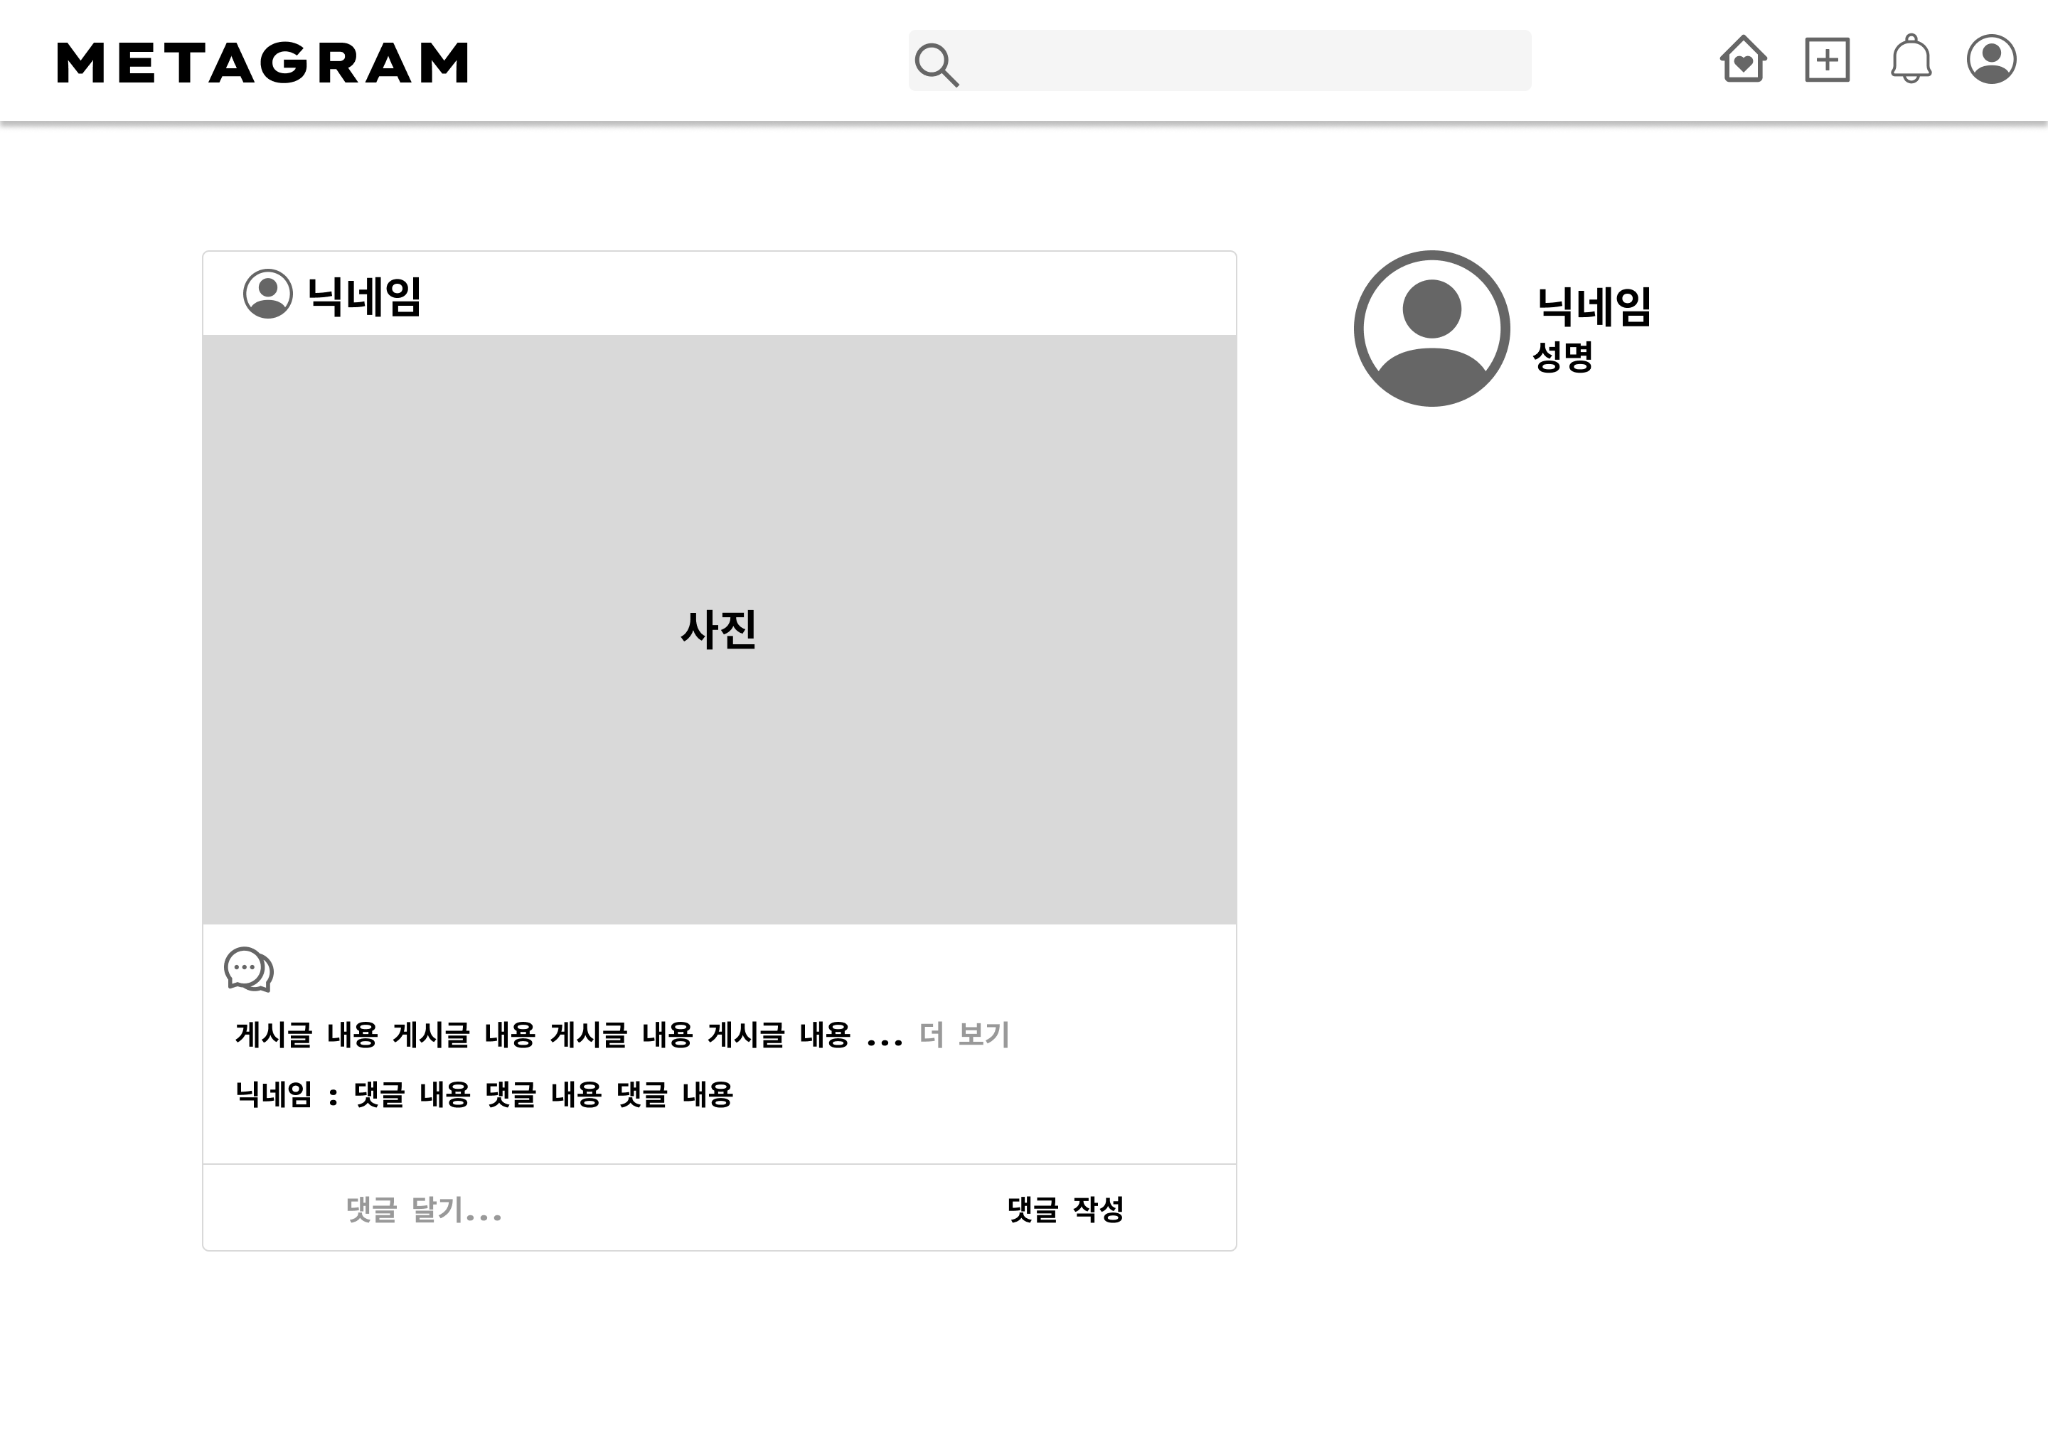 METAGRAM
닉네임
사진
게시글 내용 게시글 내용 게시글 내용 게시글 내용 ... 더 보기
닉네임 : 댓글 내용 댓글 내용 댓글 내용
댓글 달기...
댓글 작성
닉네임
성명